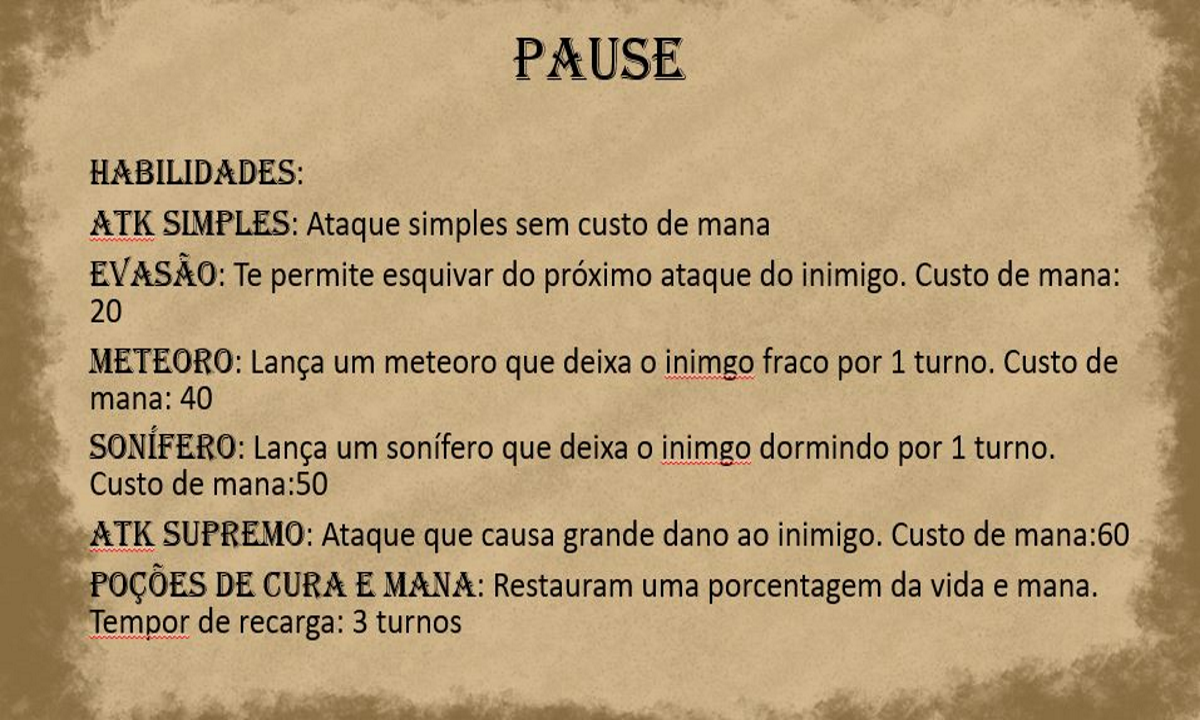 PAUSE
HABILIDADES:
ATK SIMPLES: Ataque simples sem custo de mana
EVASÃO: Te permite esquivar do próximo ataque do inimigo. Custo de mana:
20
METEORO: Lança um meteoro que deixa o inimgo fraco por 1 turno. Custo de
mana: 40
SONÍFERO: Lança um sonífero que deixa o inimgo dormindo por 1 turno.
Custo de mana:50
ATK SUPREMO: Ataque que causa grande dano ao inimigo. Custo de mana:60
POÇÕES DE CURA E MANA: Restauram uma porcentagem da vida e mana.
Tempor de recarga: 3 turnos